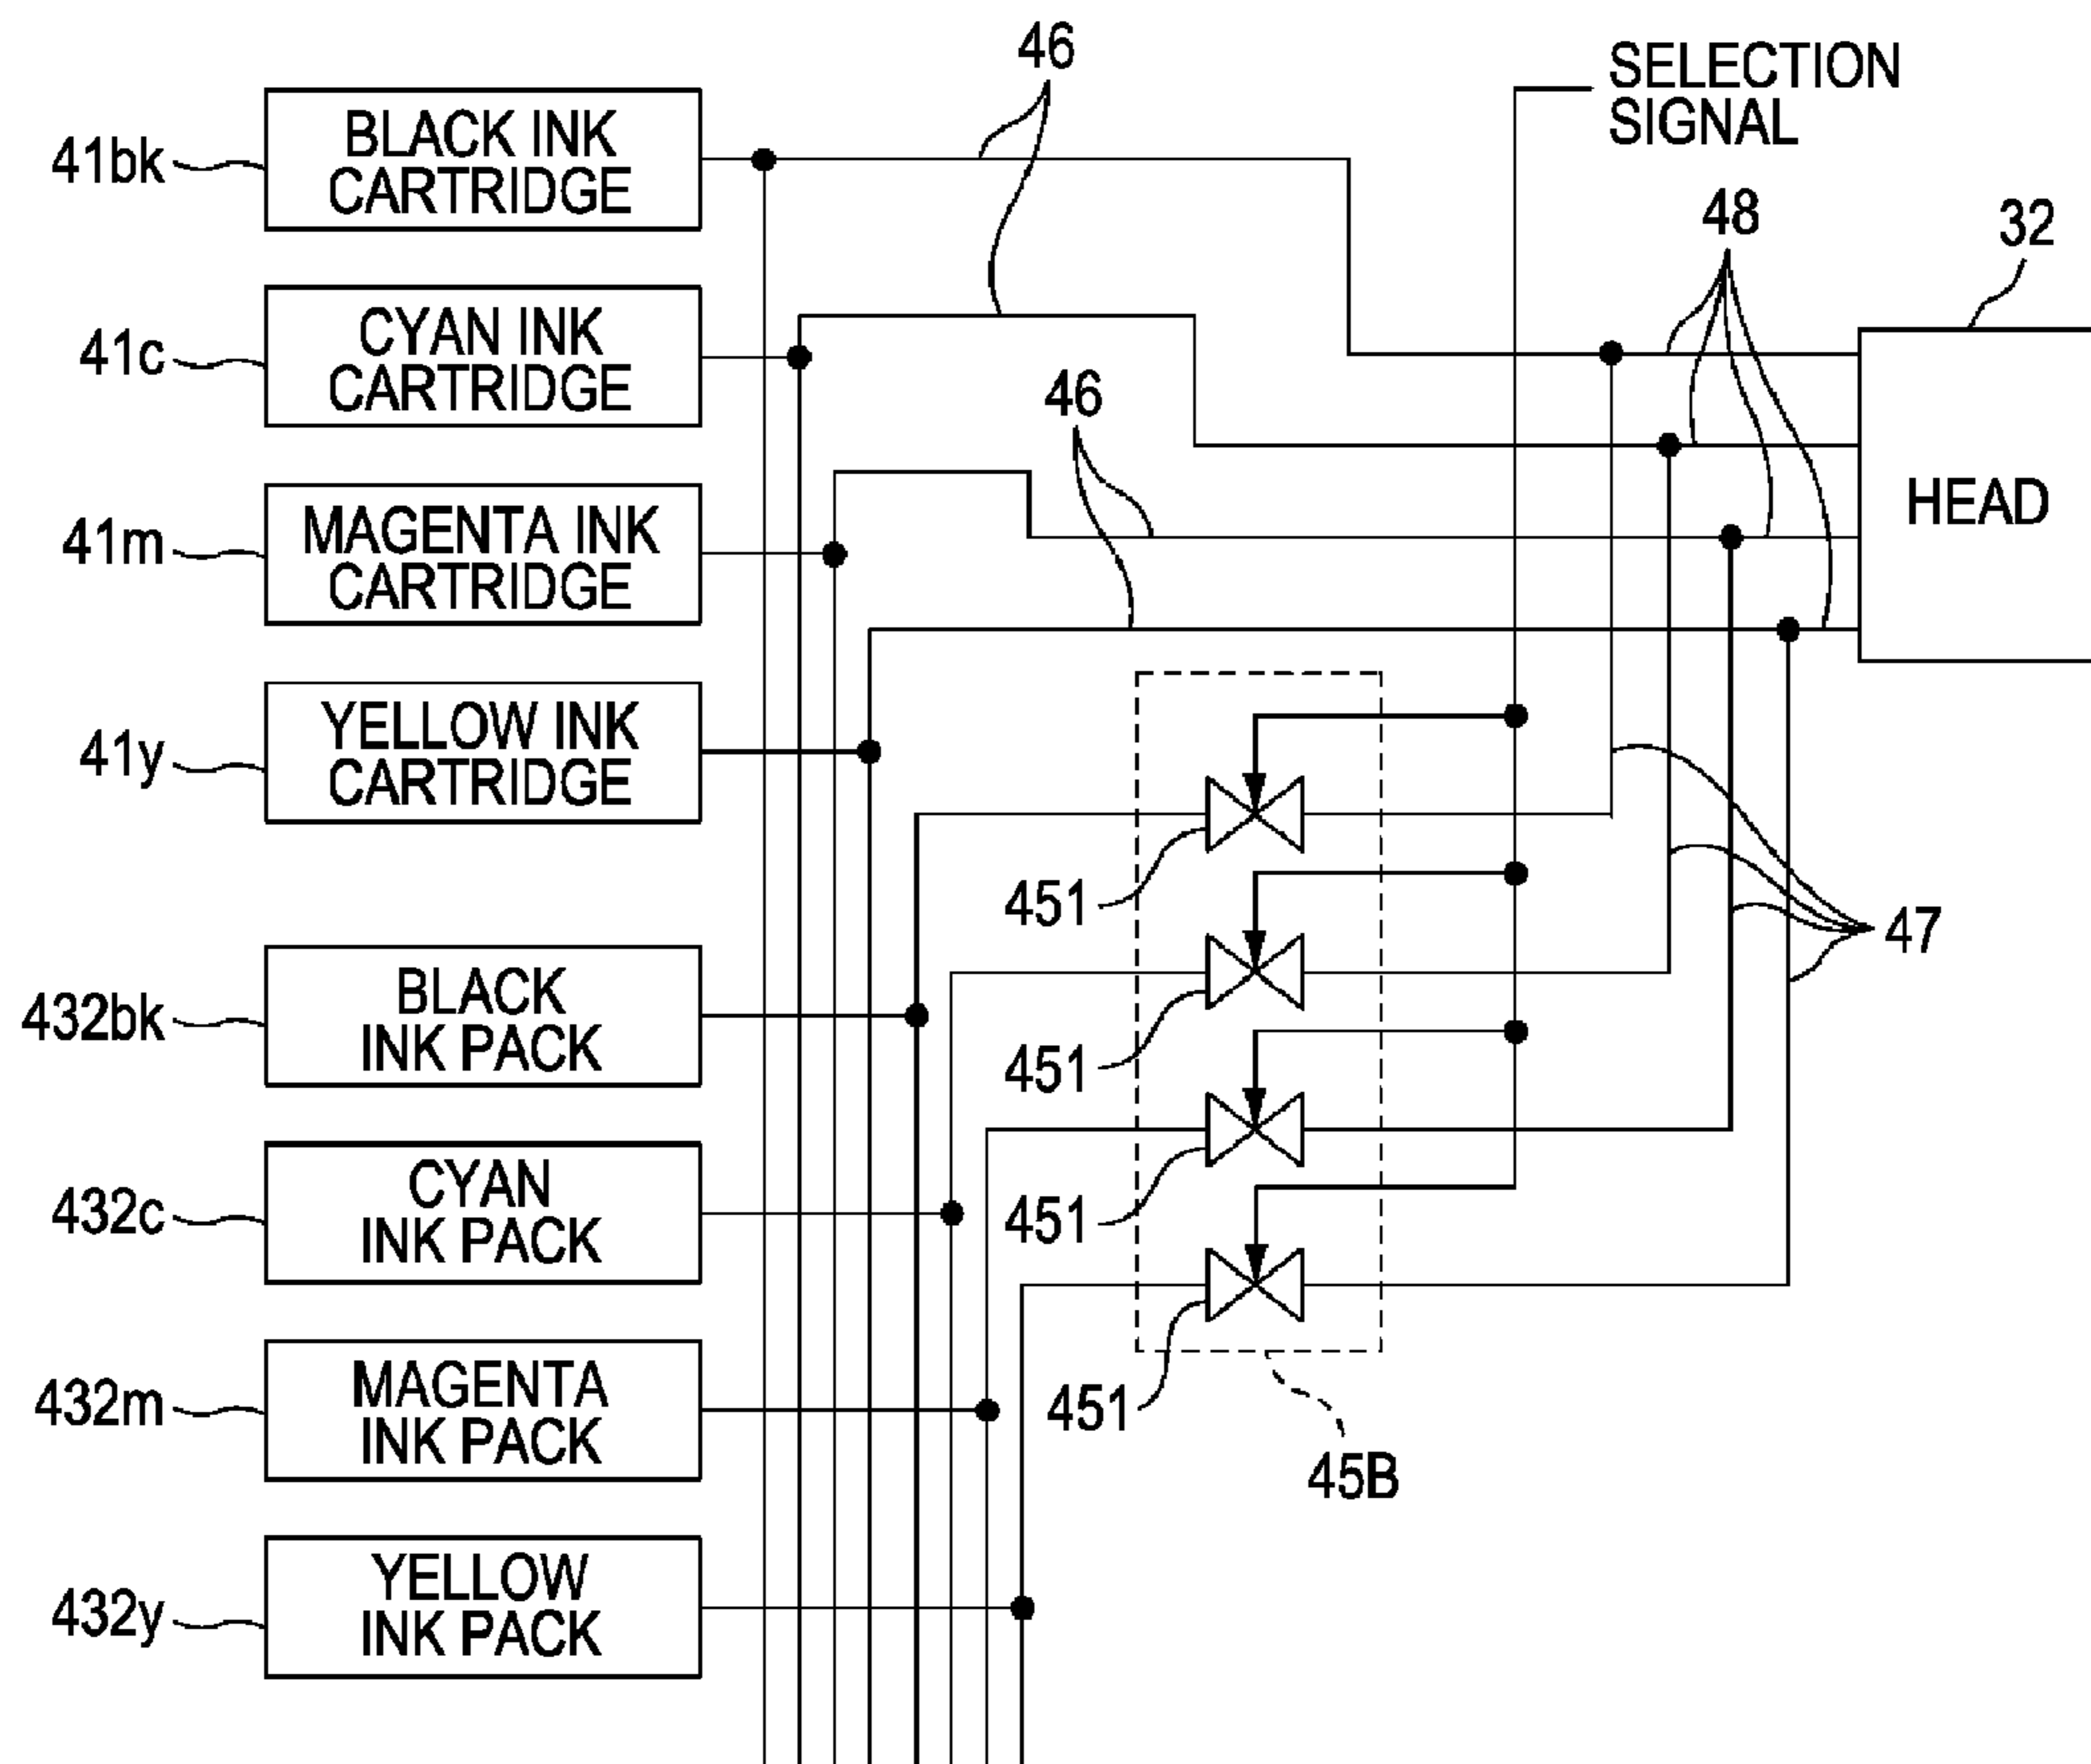 46
SELECTION
SIGNAL
41bk
BLACK INK
CARTRIDGE
48
32
41c
CYAN INK
CARTRIDGE
46
41m
MAGENTA INK
CARTRIDGE
HEAD
41y
YELLOW INK
CARTRIDGE
451
47
432bk
BLACK
INK PACK
451
432c
CYAN
INK PACK
451
432m
MAGENTA
INK PACK
451
45B
432y
YELLOW
INK PACK